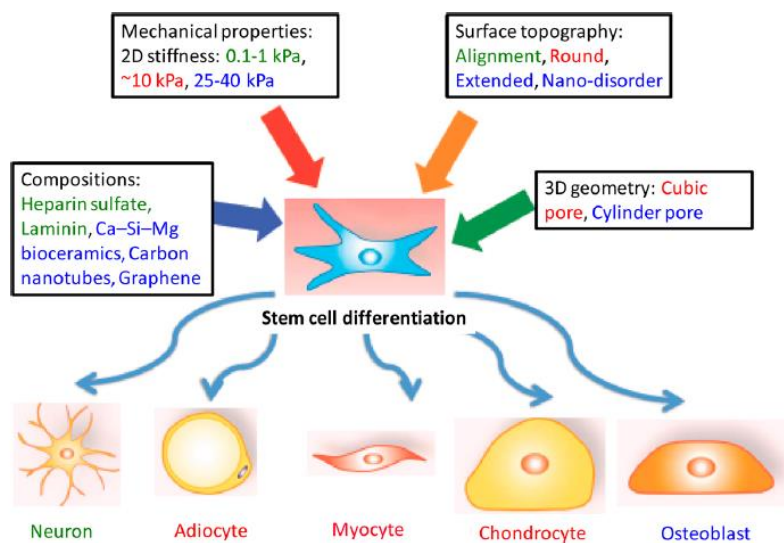 Mechanical properties:
2D stiffness: 0.1-1 kPa,
~10 kPa, 25-40 kPa
Surface topography:
Alignment, Round,
Extended, Nano-disorder
Compositions:
Heparin sulfate,
Laminin, Ca–Si–Mg
bioceramics, Carbon
nanotubes, Graphene
3D geometry: Cubic
pore, Cylinder pore
Stem cell differentiation
Neuron
Adiocyte
Myocyte
Chondrocyte
Osteoblast